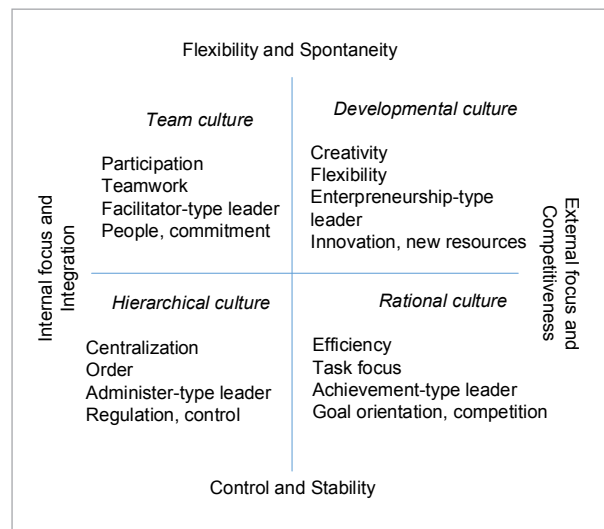 Flexibility and Spontaneity
Team culture
Participation
Teamwork
Facilitator-type leader
People, commitment
Developmental culture
Creativity
Flexibility
Enterpreneurship-type
leader
Innovation, new resources
Internal focus and
Integration
External focus and
Competitiveness
Hierarchical culture
Centralization
Order
Administer-type leader
Regulation, control
Rational culture
Efficiency
Task focus
Achievement-type leader
Goal orientation, competition
Control and Stability